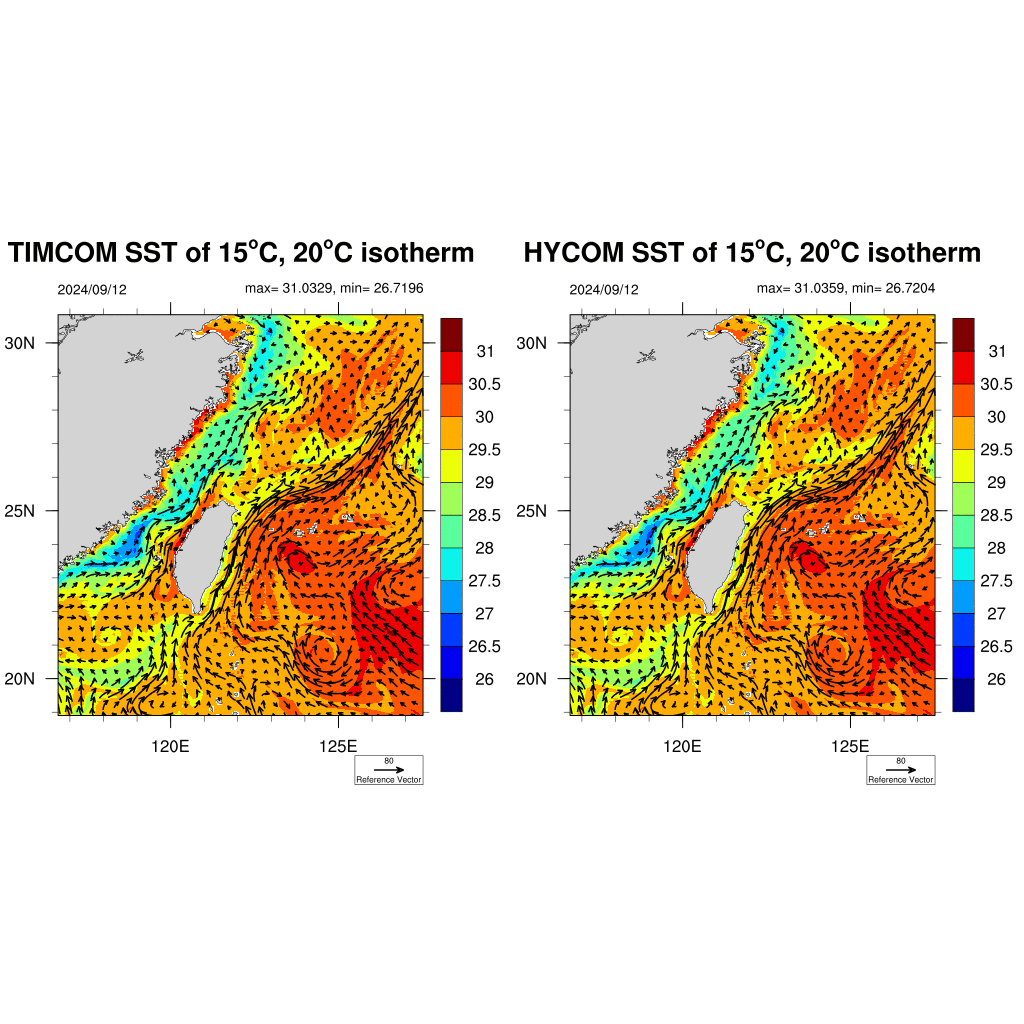 TIMCOM SST of 15°C, 20°C isotherm
2024/09/12
max= 31.0329, min= 26.7196
30N
25N
20N
120E
125E
31
30.5
30
29.5
29
28.5
28
27.5
27
26.5
26
80
Reference Vector
HYCOM SST of 15°C, 20°C isotherm
2024/09/12
max= 31.0359, min= 26.7204
30N
25N
20N
120E
125E
31
30.5
30
29.5
29
28.5
28
27.5
27
26.5
26
80
Reference Vector